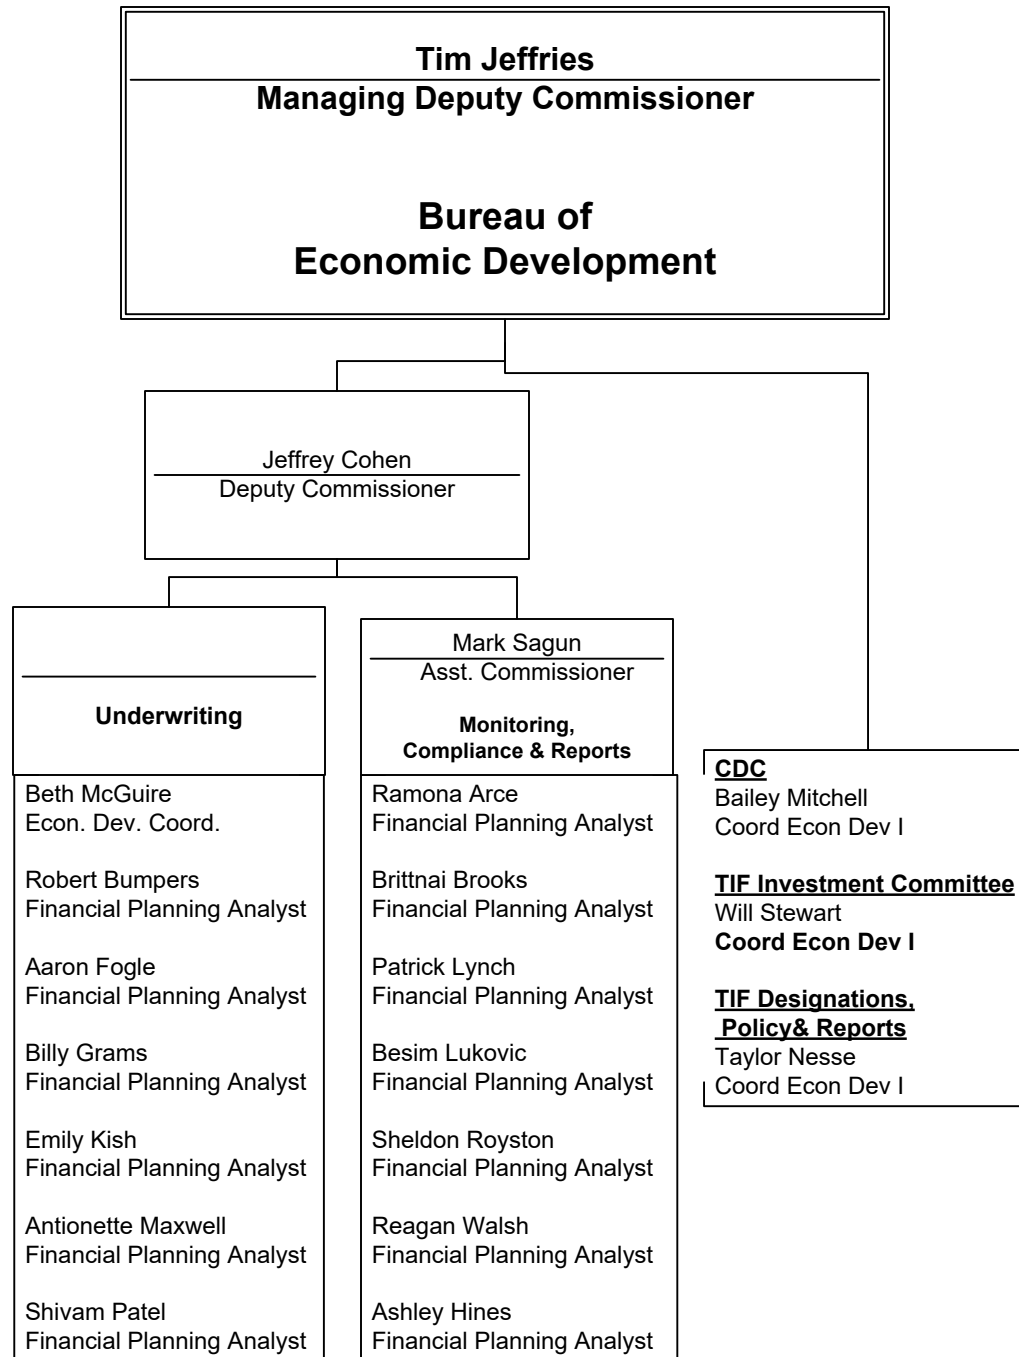 Tim Jeffries
Managing Deputy Commissioner
Bureau of
Economic Development
Jeffrey Cohen
Deputy Commissioner
Underwriting
Beth McGuire
Econ. Dev. Coord.
Robert Bumpers
Financial Planning Analyst
Aaron Fogle
Financial Planning Analyst
Billy Grams
Financial Planning Analyst
Emily Kish
Financial Planning Analyst
Antionette Maxwell
Financial Planning Analyst
Shivam Patel
Financial Planning Analyst
Mark Sagun
Asst. Commissioner
Monitoring,
Compliance & Reports
Ramona Arce
Financial Planning Analyst
Brittnai Brooks
Financial Planning Analyst
Patrick Lynch
Financial Planning Analyst
Besim Lukovic
Financial Planning Analyst
Sheldon Royston
Financial Planning Analyst
Reagan Walsh
Financial Planning Analyst
Ashley Hines
Financial Planning Analyst
CDC
Bailey Mitchell
Coord Econ Dev I
TIF Investment Committee
Will Stewart
Coord Econ Dev I
TIF Designations,
Policy& Reports
Taylor Nesse
Coord Econ Dev I